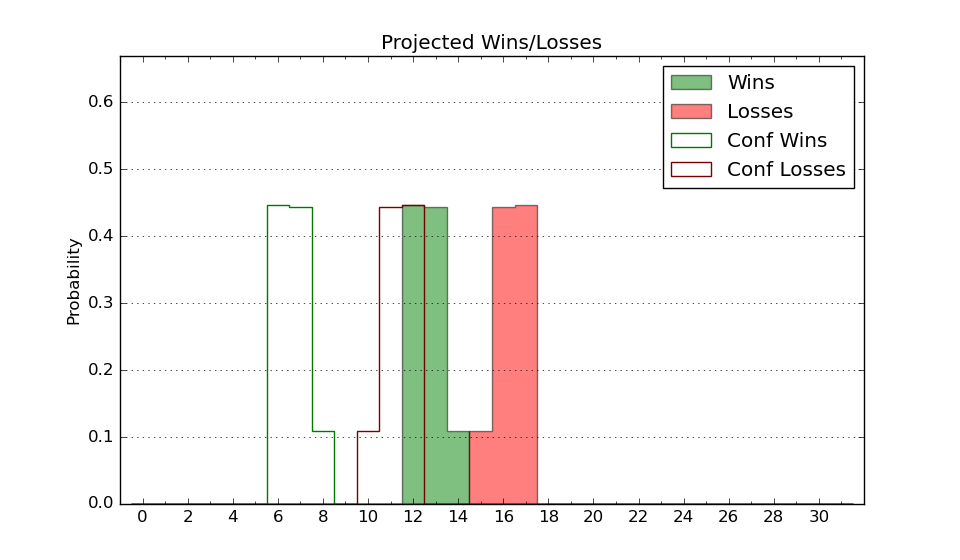 Projected Wins/Losses
Wins
Losses
Conf Wins
Conf Losses
Probability
0.6
0.5
0.4
0.3
0.2
0.1
0.0
0 2 4 6 8 10 12 14 16 18 20 22 24 26 28 30